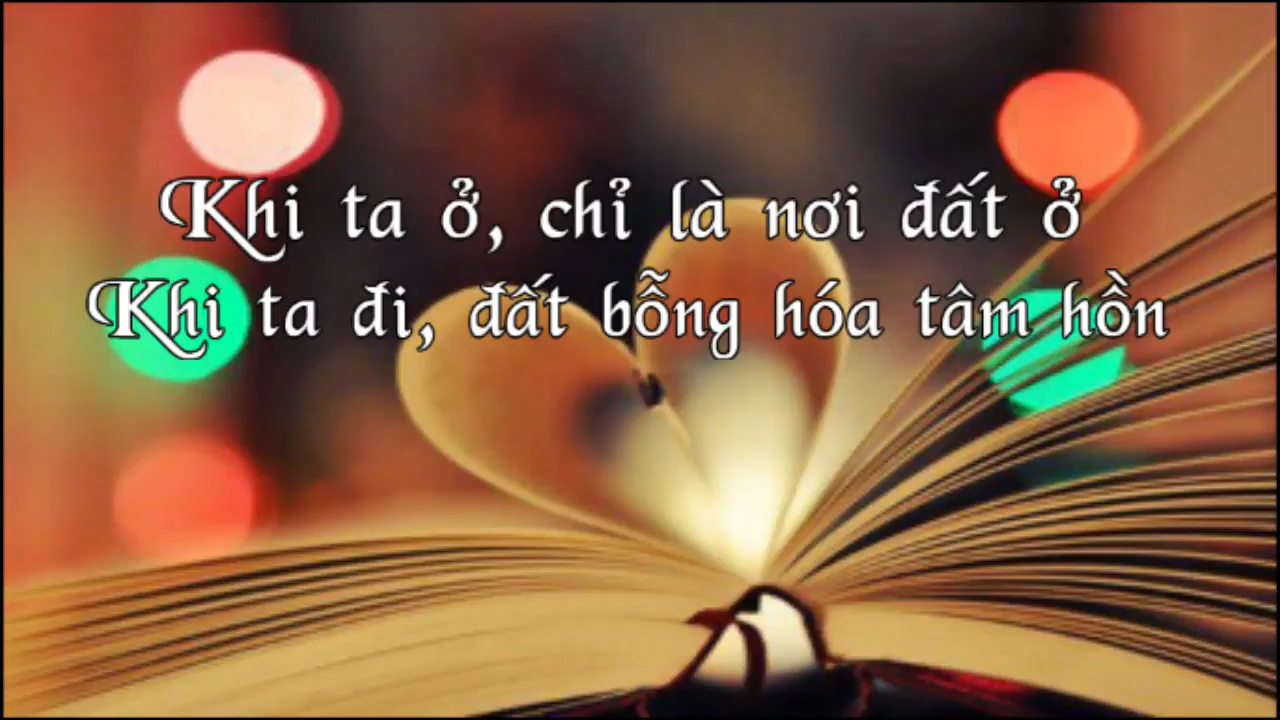 Khi ta ở, chỉ là nơi đất ở
Khi ta đi, đất bỗng hóa tâm hồn